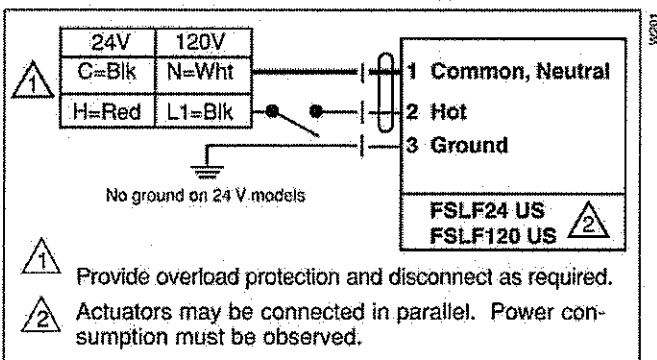 W201
24V 120V
1 C=Blk N=Wht
H=Red L1=Blk
1 Common, Neutral
2 Hot
3 Ground
No ground on 24 V models
FSLF24 US
FSLF120 US 2
1 Provide overload protection and disconnect as required.
2 Actuators may be connected in parallel. Power con-
sumption must be observed.